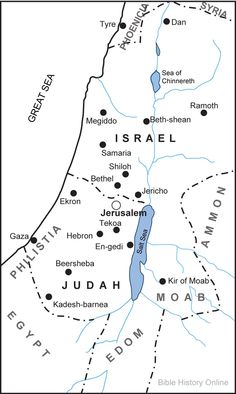 SYRIA
PHOENICIA
Tyre
Dan
GREAT SEA
Sea of
Chinnereth
Ramoth
Megiddo
Beth-shean
ISRAEL
Samaria
Shiloh
Bethel
Jericho
Ekron
AMMON
Jerusalem
Tekoa
Gaza
Hebron
Salt Sea
PHILISTIA
En-gedi
Beersheba
Kir of Moab
JUDAH
MOAB
Kadesh-barnea
EGYPT
EDOM
Bible History Online